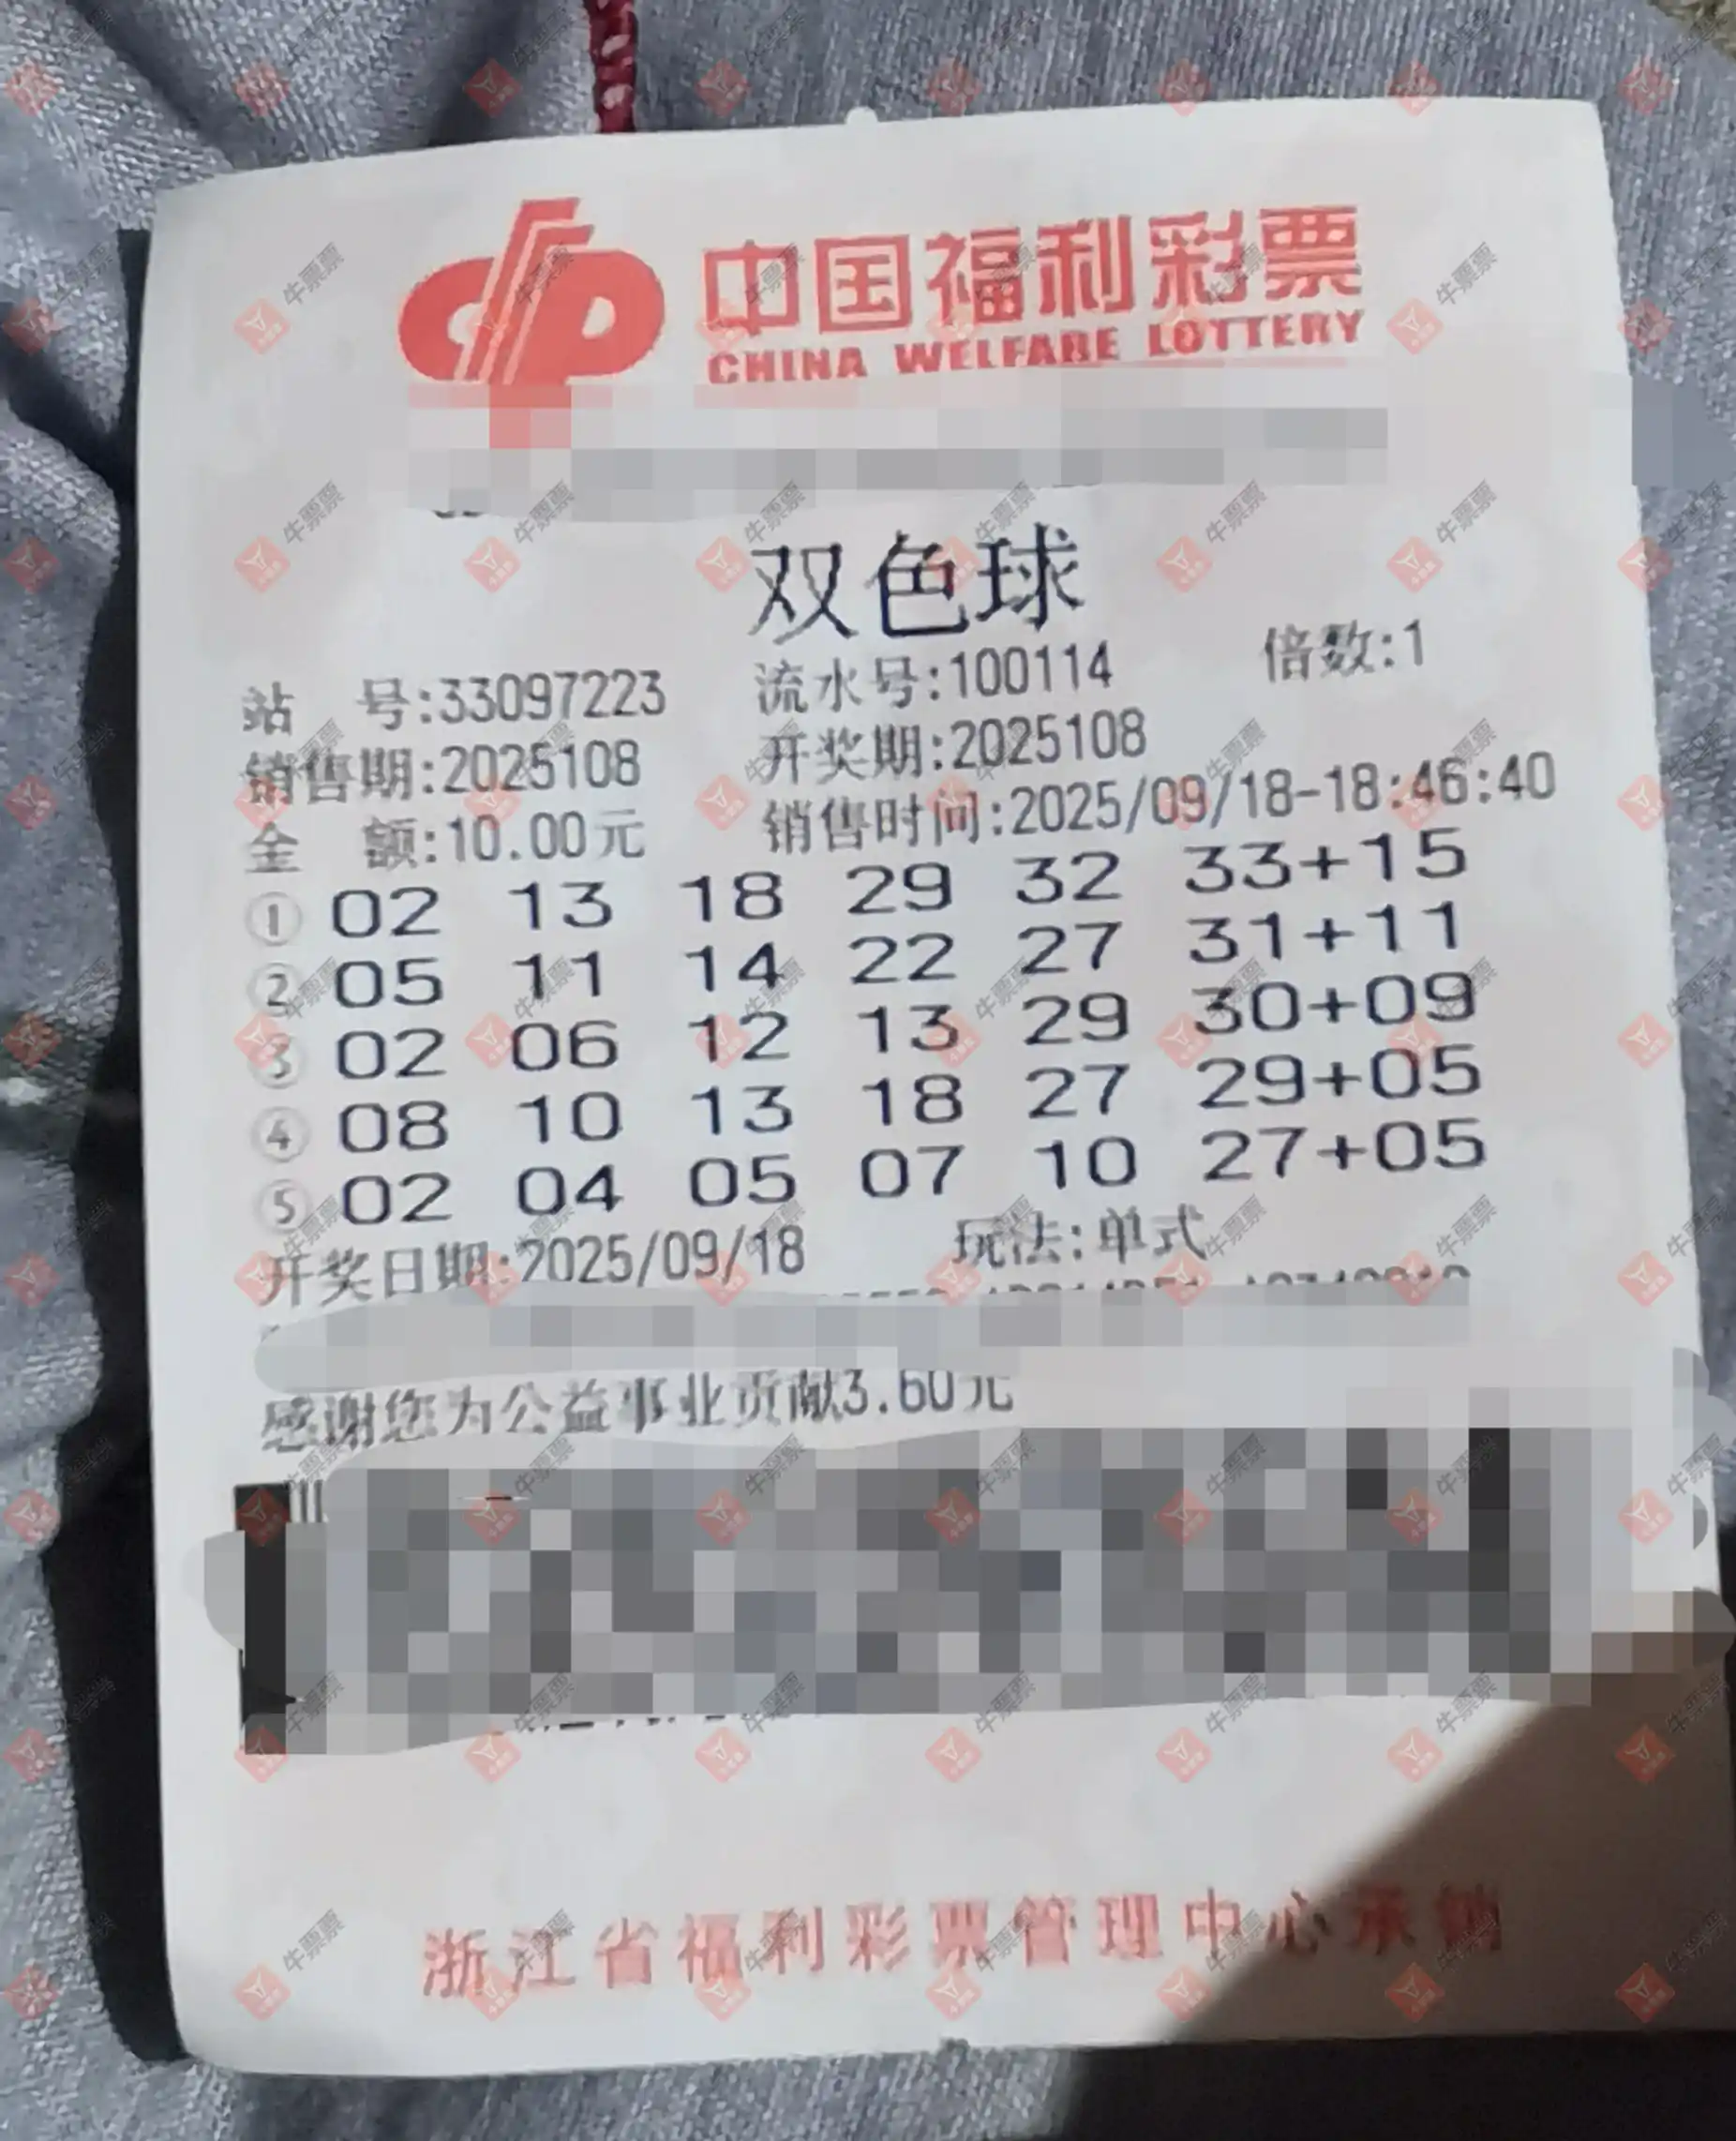 中国福利彩票
CHINA WELFARE LOTTERY
双色球
站 号:33097223 流水号:100114 倍数:1
销售期:2025108 开奖期:2025108
金 额:10.00元 销售时间:2025/09/18-18:46:40
① 02 13 18 29 32 33+15
② 05 11 14 22 27 31+11
③ 02 06 12 13 29 30+09
④ 08 10 13 18 27 29+05
⑤ 02 04 05 07 10 27+05
开奖日期:2025/09/18 玩法:单式
感谢您为公益事业贡献3.60元
浙江省福利彩票管理中心承销
牛票票